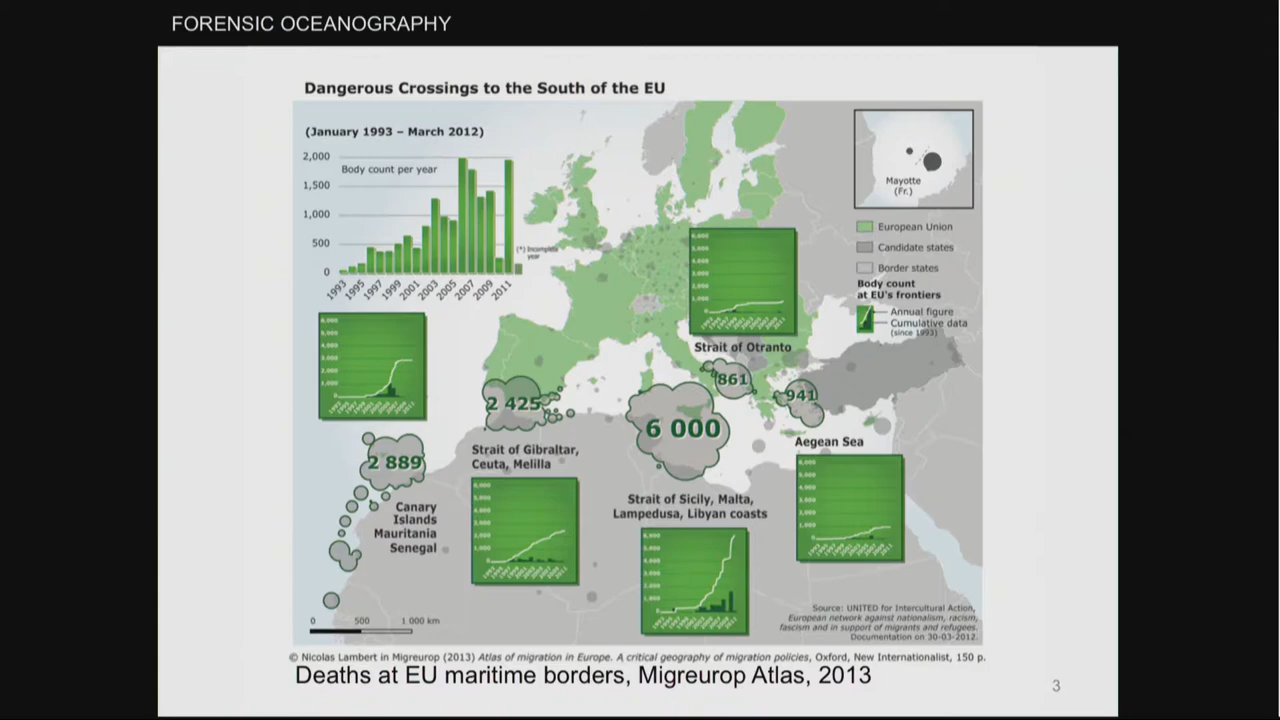 FORENSIC OCEANOGRAPHY
Dangerous Crossings to the South of the EU
(January 1993 – March 2012)
Body count per year
2,000
1,500
1,000
500
0
1993
1995
1997
1999
2001
2003
2005
2007
2009
2011
(*) Incomplete
year
Mayotte
(Fr.)
European Union
Candidate states
Border states
Body count
at EU's frontiers
Annual figure
Cumulative data
(since 1993)
Strait of Otranto
861
941
2 425
6 000
Aegean Sea
Strait of Gibraltar,
Ceuta, Melilla
2 889
Canary
Islands
Mauritania
Senegal
Strait of Sicily, Malta,
Lampedusa, Libyan coasts
0 500 1 000 km
Source: UNITED for Intercultural Action,
European network against nationalism, racism,
fascism and in support of migrants and refugees.
Documentation on 30-03-2012.
© Nicolas Lambert in Migreurop (2013) Atlas of migration in Europe. A critical geography of migration policies, Oxford, New Internationalist, 150 p.
Deaths at EU maritime borders, Migreurop Atlas, 2013
3